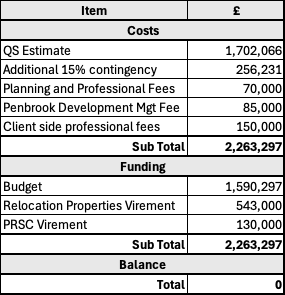 Item £
Costs
QS Estimate 1,702,066
Additional 15% contingency 256,231
Planning and Professional Fees 70,000
Penbrook Development Mgt Fee 85,000
Client side professional fees 150,000
Sub Total 2,263,297
Funding
Budget 1,590,297
Relocation Properties Virement 543,000
PRSC Virement 130,000
Sub Total 2,263,297
Balance
Total 0